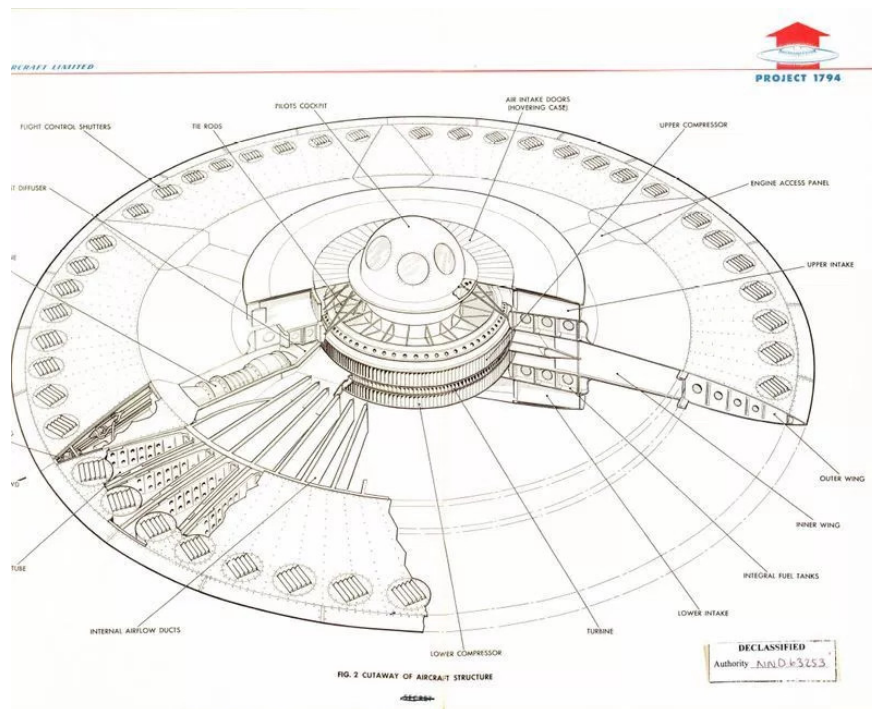 RCRAFT LIMITED
PROJECT 1794
PILOTS COCKPIT
AIR INTAKE DOORS
(HOVERING CASE)
FLIGHT CONTROL SHUTTERS
TIE RODS
UPPER COMPRESSOR
ENGINE ACCESS PANEL
DIFFUSER
UPPER INTAKE
OUTER WING
INNER WING
TUBE
INTEGRAL FUEL TANKS
LOWER INTAKE
INTERNAL AIRFLOW DUCTS
TURBINE
LOWER COMPRESSOR
FIG. 2 CUTAWAY OF AIRCRAFT STRUCTURE
SECRET
DECLASSIFIED
Authority NND 63253